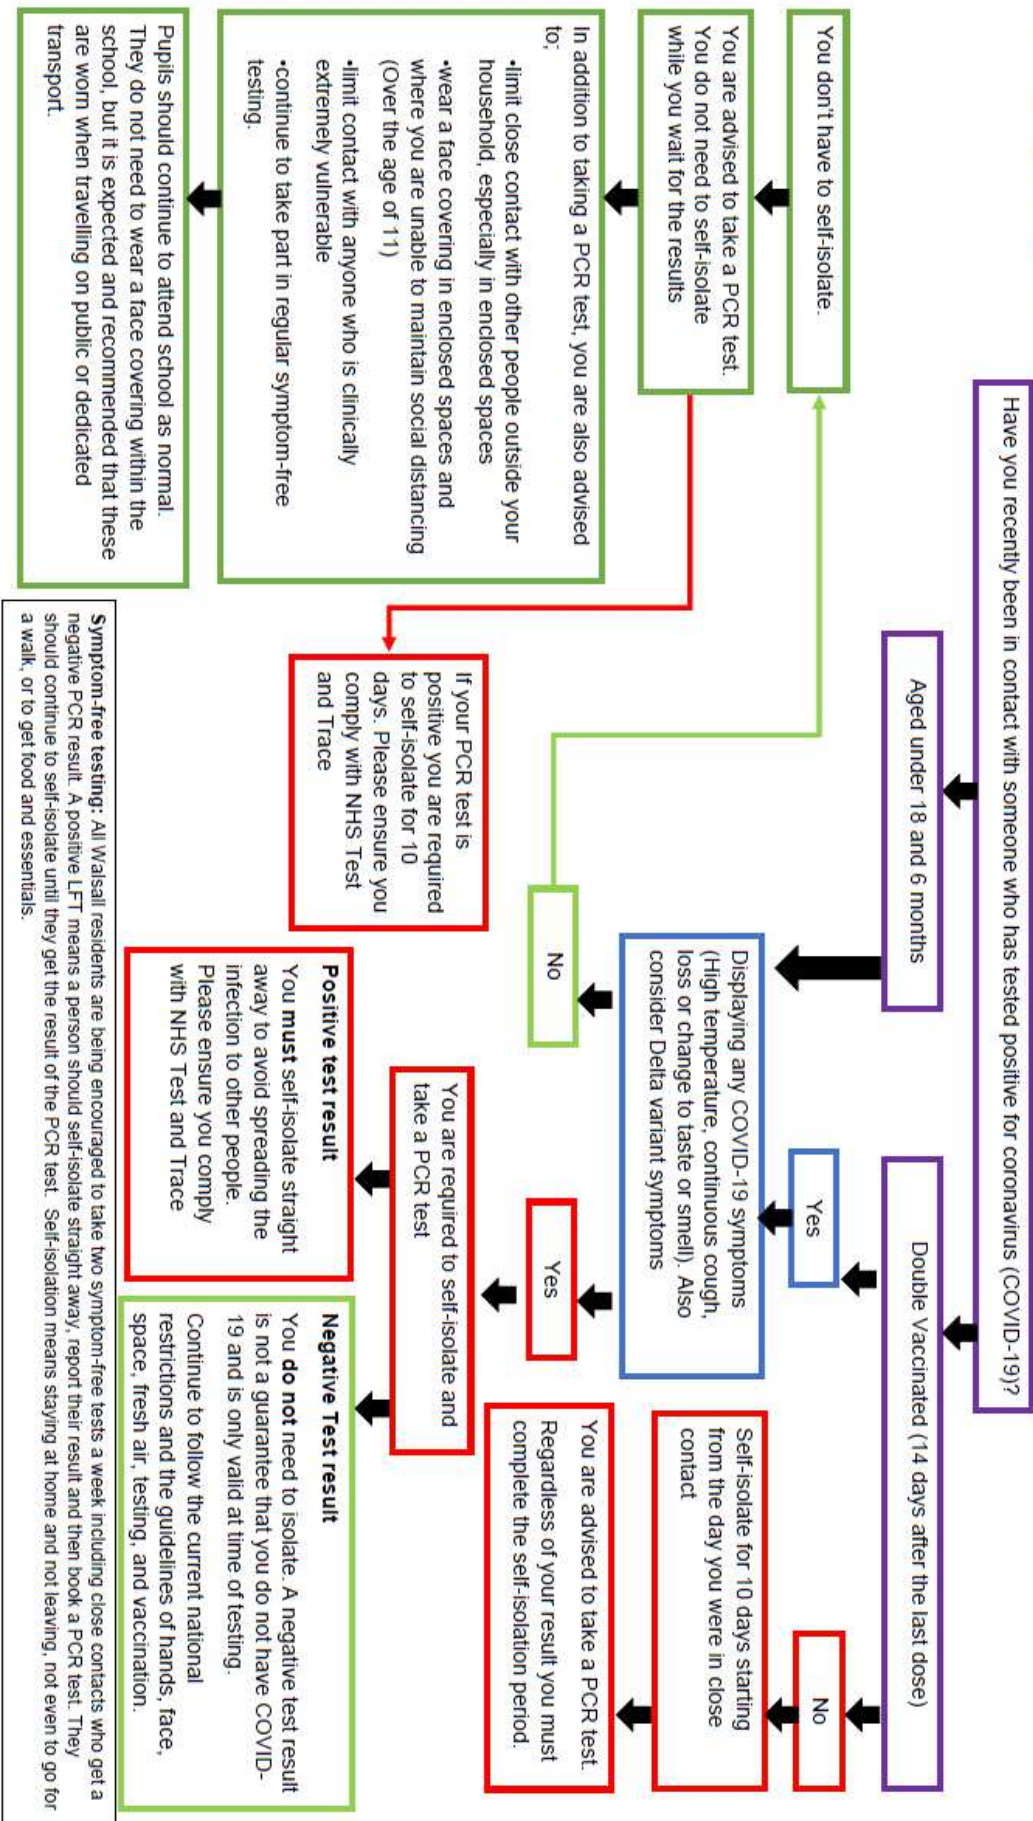 Have you recently been in contact with someone who has tested positive for coronavirus (COVID-19)?
Aged under 18 and 6 months
Double Vaccinated (14 days after the last dose)
Yes
No
You don't have to self-isolate.
You are advised to take a PCR test.
You do not need to self-isolate
while you wait for the results
In addition to taking a PCR test, you are also advised
to;
•limit close contact with other people outside your
household, especially in enclosed spaces
•wear a face covering in enclosed spaces and
where you are unable to maintain social distancing
(Over the age of 11)
•limit contact with anyone who is clinically
extremely vulnerable
•continue to take part in regular symptom-free
testing.
Pupils should continue to attend school as normal.
They do not need to wear a face covering within the
school, but it is expected and recommended that these
are worn when travelling on public or dedicated
transport.
Displaying any COVID-19 symptoms
(High temperature, continuous cough,
loss or change to taste or smell). Also
consider Delta variant symptoms
No
Yes
If your PCR test is
positive you are required
to self-isolate for 10
days. Please ensure you
comply with NHS Test
and Trace
You are required to self-isolate and
take a PCR test
Positive test result
You must self-isolate straight
away to avoid spreading the
infection to other people.
Please ensure you comply
with NHS Test and Trace
Negative Test result
You do not need to isolate. A negative test result
is not a guarantee that you do not have COVID-
19 and is only valid at time of testing.
Continue to follow the current national
restrictions and the guidelines of hands, face,
space, fresh air, testing, and vaccination.
Self-isolate for 10 days starting
from the day you were in close
contact
You are advised to take a PCR test.
Regardless of your result you must
complete the self-isolation period.
Symptom-free testing: All Walsall residents are being encouraged to take two symptom-free tests a week including close contacts who get a
negative PCR result. A positive LFT means a person should self-isolate straight away, report their result and then book a PCR test. They
should continue to self-isolate until they get the result of the PCR test. Self-isolation means staying at home and not leaving, not even to go for
a walk, or to get food and essentials.